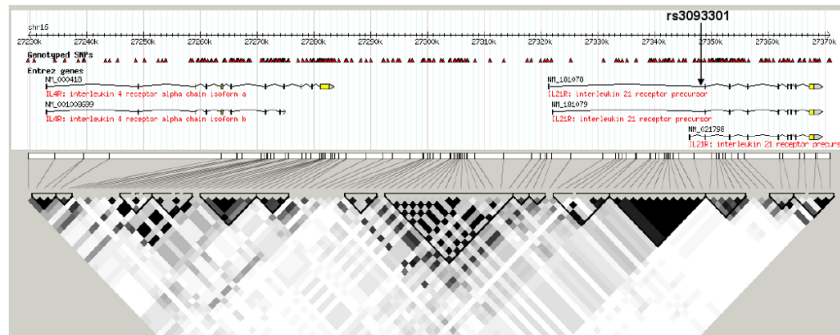 rs3093301
chr16
27230k 27240k 27250k 27260k 27270k 27280k 27290k 27300k 27310k 27320k 27330k 27340k 27350k 27360k 27370k
Genotyped SNPs
Entrez genes
NM_000418 NM_181078
IL4R: interleukin 4 receptor alpha chain isoform a IL21R: interleukin 21 receptor precursor
NM_001008699 NM_181079
IL4R: interleukin 4 receptor alpha chain isoform b IL21R: interleukin 21 receptor precursor
NM_021798
IL21R: interleukin 21 receptor precurs